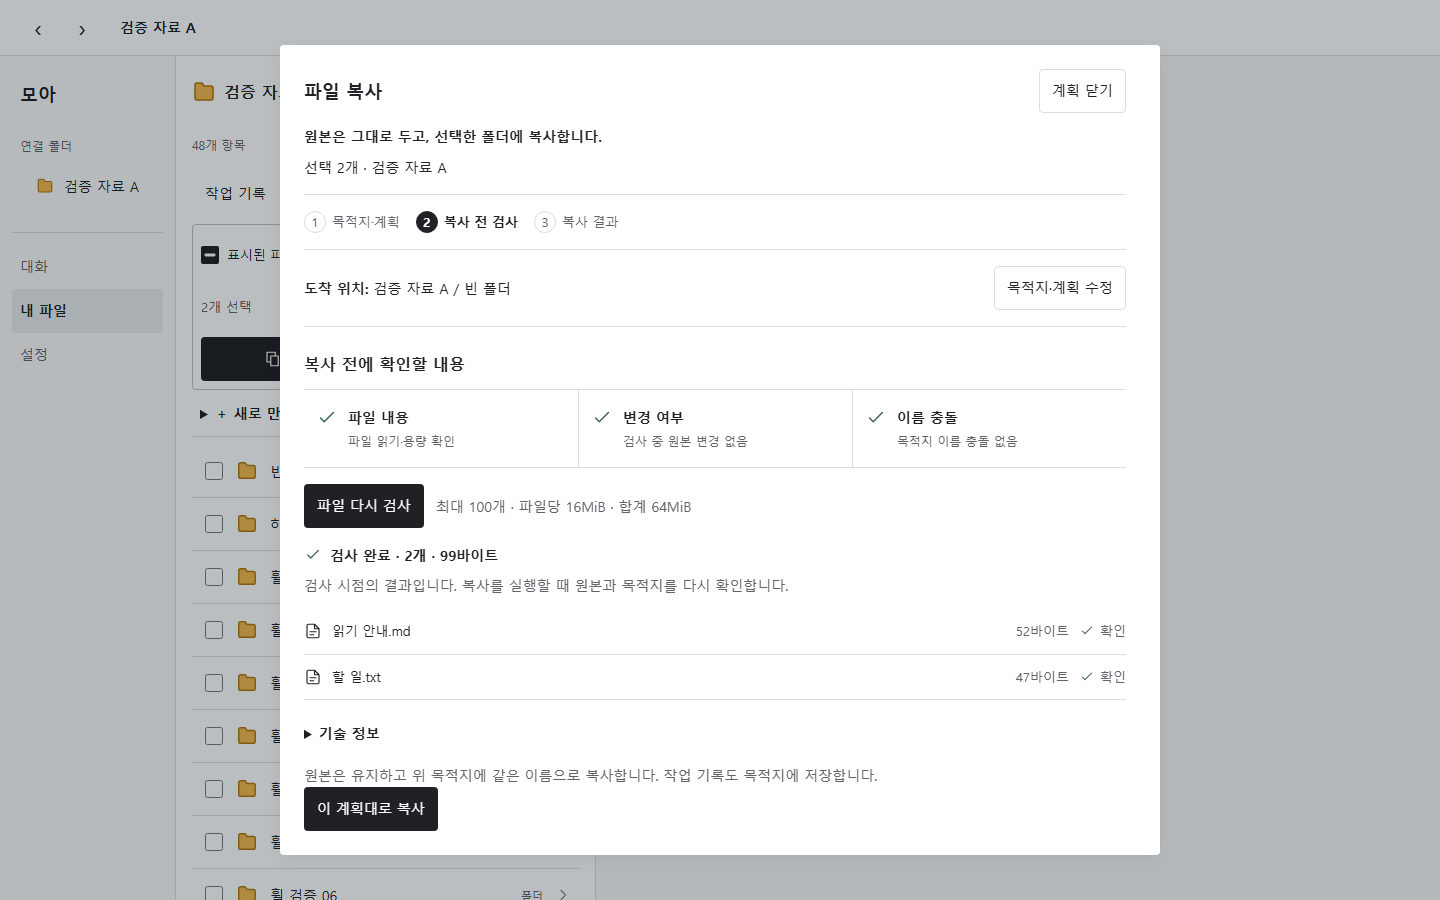 검증 자료 A
모아
연결 폴더
검증 자료 A
대화
내 파일
설정
검증 자
48개 항목
작업 기록
표시된
2개 선택
+ 새로 만
휠 검증 06
폴더
파일 복사
계획 닫기
원본은 그대로 두고, 선택한 폴더에 복사합니다.
선택 2개 · 검증 자료 A
1 목적지·계획 2 복사 전 검사 3 복사 결과
도착 위치: 검증 자료 A / 빈 폴더
목적지·계획 수정
복사 전에 확인할 내용
파일 내용
파일 읽기·용량 확인
변경 여부
검사 중 원본 변경 없음
이름 충돌
목적지 이름 충돌 없음
파일 다시 검사
최대 100개 · 파일당 16MiB · 합계 64MiB
검사 완료 · 2개 · 99바이트
검사 시점의 결과입니다. 복사를 실행할 때 원본과 목적지를 다시 확인합니다.
읽기 안내.md
52바이트
확인
할 일.txt
47바이트
확인
기술 정보
원본은 유지하고 위 목적지에 같은 이름으로 복사합니다. 작업 기록도 목적지에 저장합니다.
이 계획대로 복사